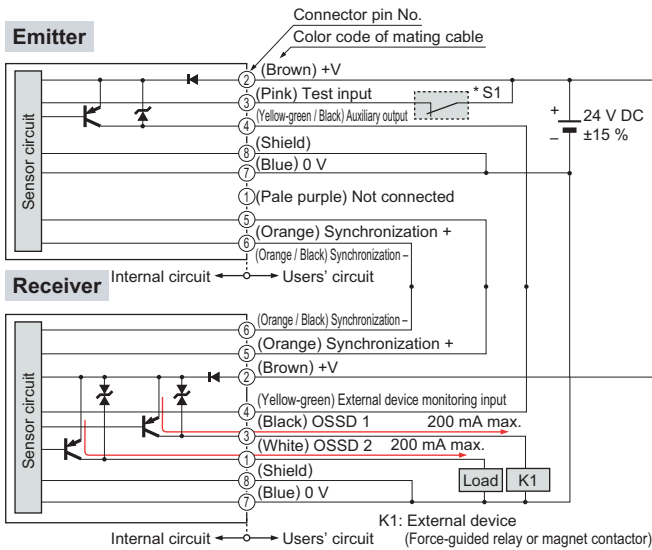 Connector pin No.
Color code of mating cable
Emitter
Sensor circuit
2 (Brown) +V
3 (Pink) Test input
* S1
4 (Yellow-green / Black) Auxiliary output
+
–
24 V DC
±15 %
8 (Shield)
7 (Blue) 0 V
1 (Pale purple) Not connected
5
(Orange) Synchronization +
6
(Orange / Black) Synchronization –
Internal circuit
Users' circuit
Receiver
Sensor circuit
(Orange / Black) Synchronization –
6
(Orange) Synchronization +
5
(Brown) +V
2
(Yellow-green) External device monitoring input
4
(Black) OSSD 1 200 mA max.
3
(White) OSSD 2 200 mA max.
1
(Shield)
8
Load
K1
(Blue) 0 V
7
K1: External device
(Force-guided relay or magnet contactor)
Internal circuit
Users' circuit